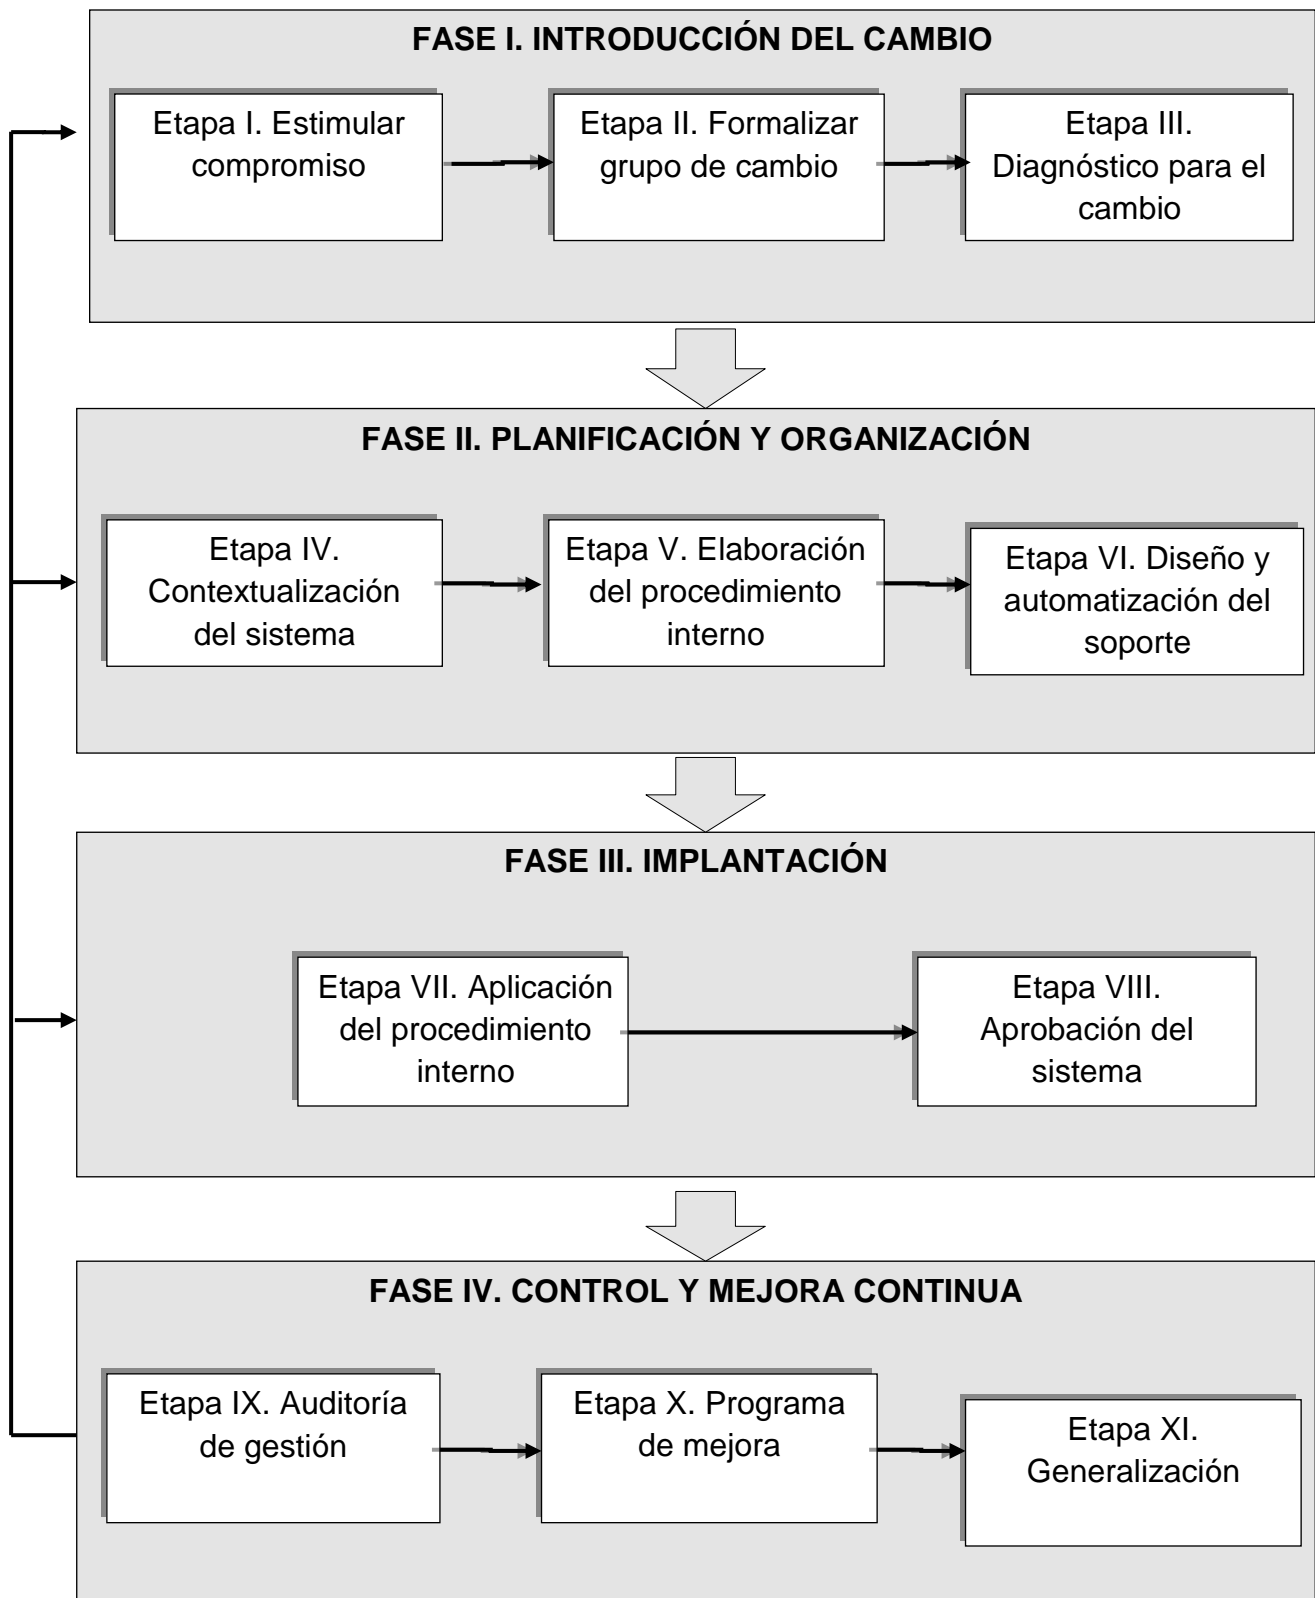 FASE I. INTRODUCCIÓN DEL CAMBIO
Etapa I. Estimular
compromiso
Etapa II. Formalizar
grupo de cambio
Etapa III.
Diagnóstico para el
cambio
FASE II. PLANIFICACIÓN Y ORGANIZACIÓN
Etapa IV.
Contextualización
del sistema
Etapa V. Elaboración
del procedimiento
interno
Etapa VI. Diseño y
automatización del
soporte
FASE III. IMPLANTACIÓN
Etapa VII. Aplicación
del procedimiento
interno
Etapa VIII.
Aprobación del
sistema
FASE IV. CONTROL Y MEJORA CONTINUA
Etapa IX. Auditoría
de gestión
Etapa X. Programa
de mejora
Etapa XI.
Generalización